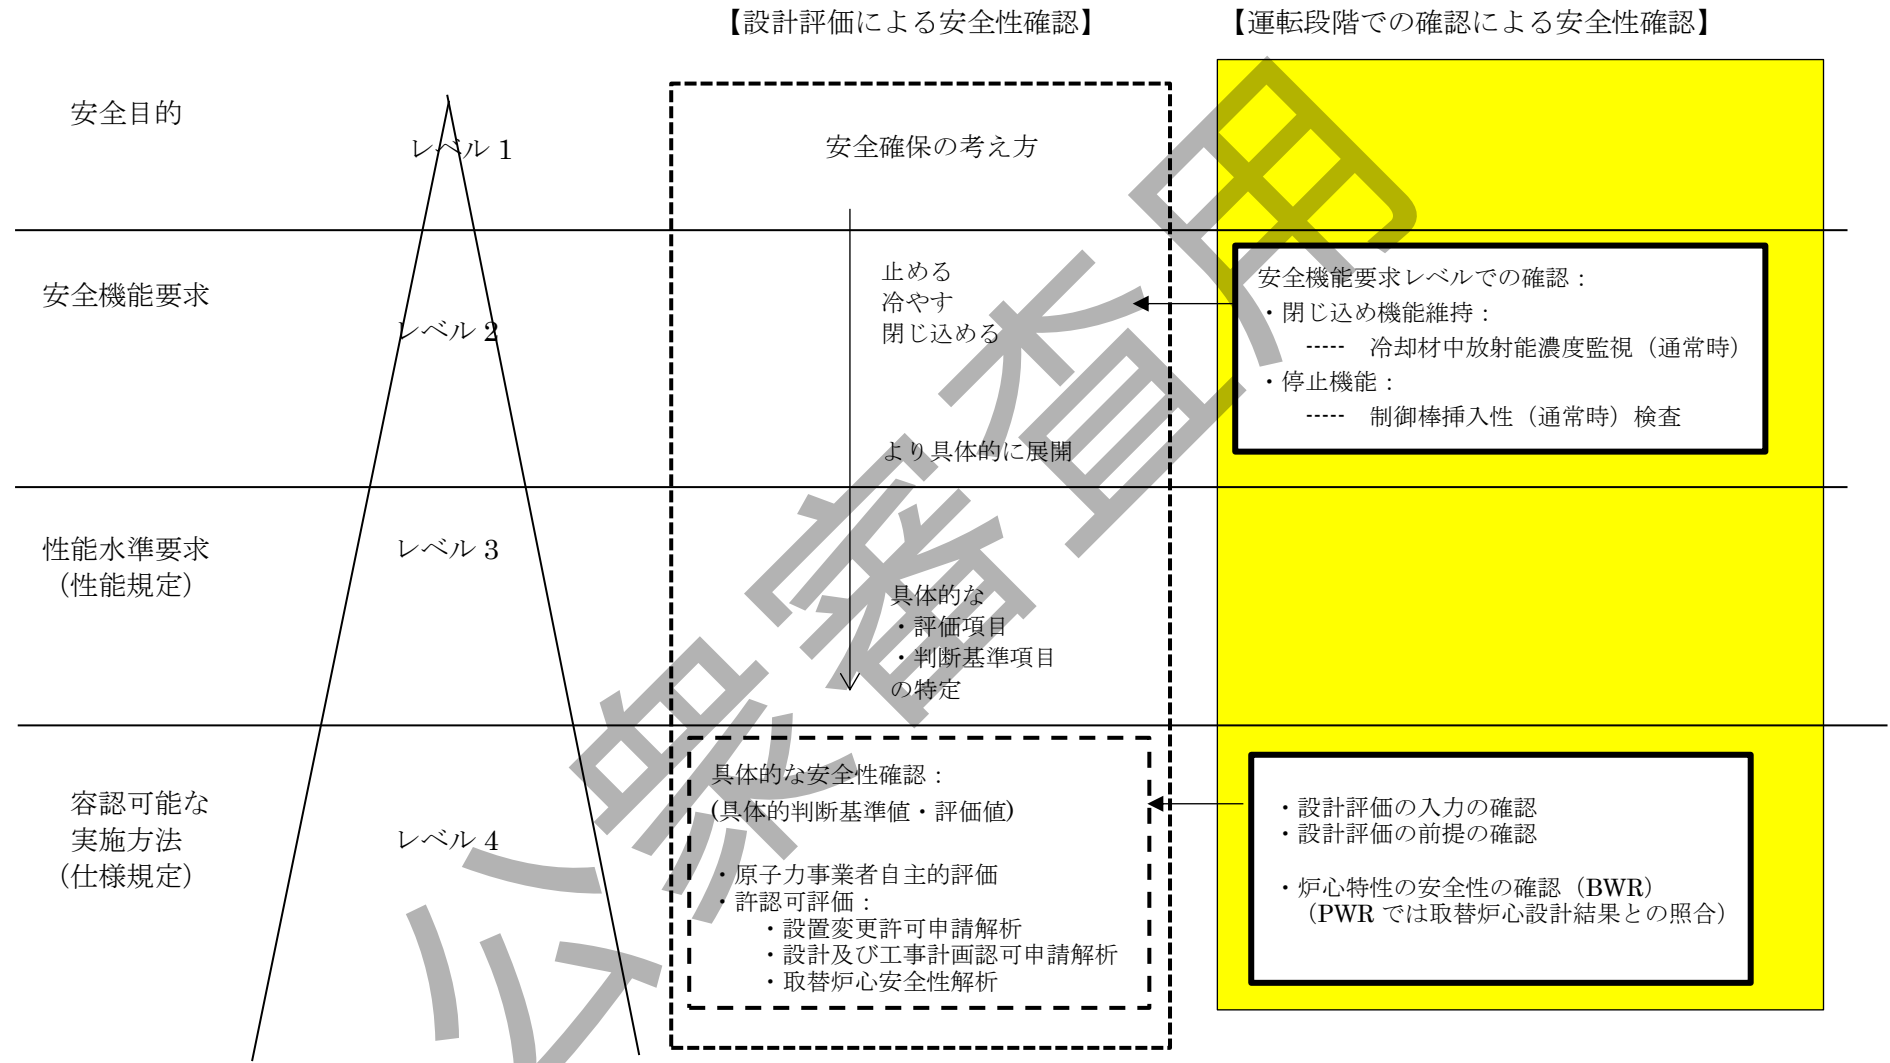 【設計評価による安全性確認】
【運転段階での確認による安全性確認】
安全目的
レベル 1
安全確保の考え方
安全機能要求
レベル 2
止める
冷やす
閉じ込める
より具体的に展開
安全機能要求レベルでの確認：
・閉じ込め機能維持：
----- 冷却材中放射能濃度監視（通常時）
・停止機能：
----- 制御棒挿入性（通常時）検査
性能水準要求
（性能規定）
レベル 3
具体的な
・評価項目
・判断基準項目
の特定
容認可能な
実施方法
（仕様規定）
レベル 4
具体的な安全性確認：
(具体的判断基準値・評価値)
・原子力事業者自主的評価
・許認可評価：
・設置変更許可申請解析
・設計及び工事計画認可申請解析
・取替炉心安全性解析
・設計評価の入力の確認
・設計評価の前提の確認
・炉心特性の安全性の確認（BWR）
（PWR では取替炉心設計結果との照合）
公衆審査用